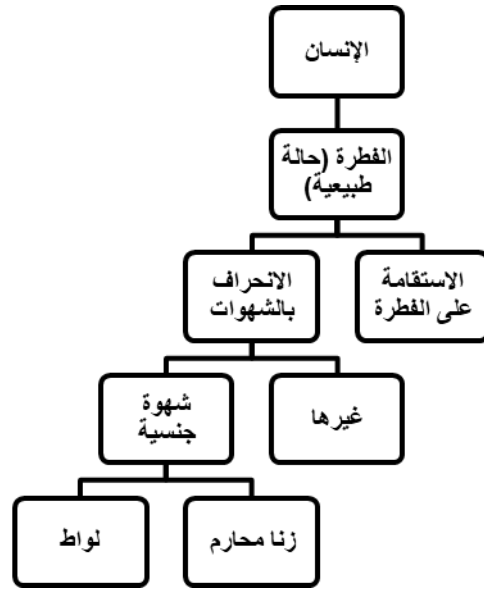 الإنسان
الفطرة (حالة
طبيعية)
الاستقامة
على الفطرة
الانحراف
بالشهوات
غيرها
شهوة
جنسية
زنا محارم
لواط